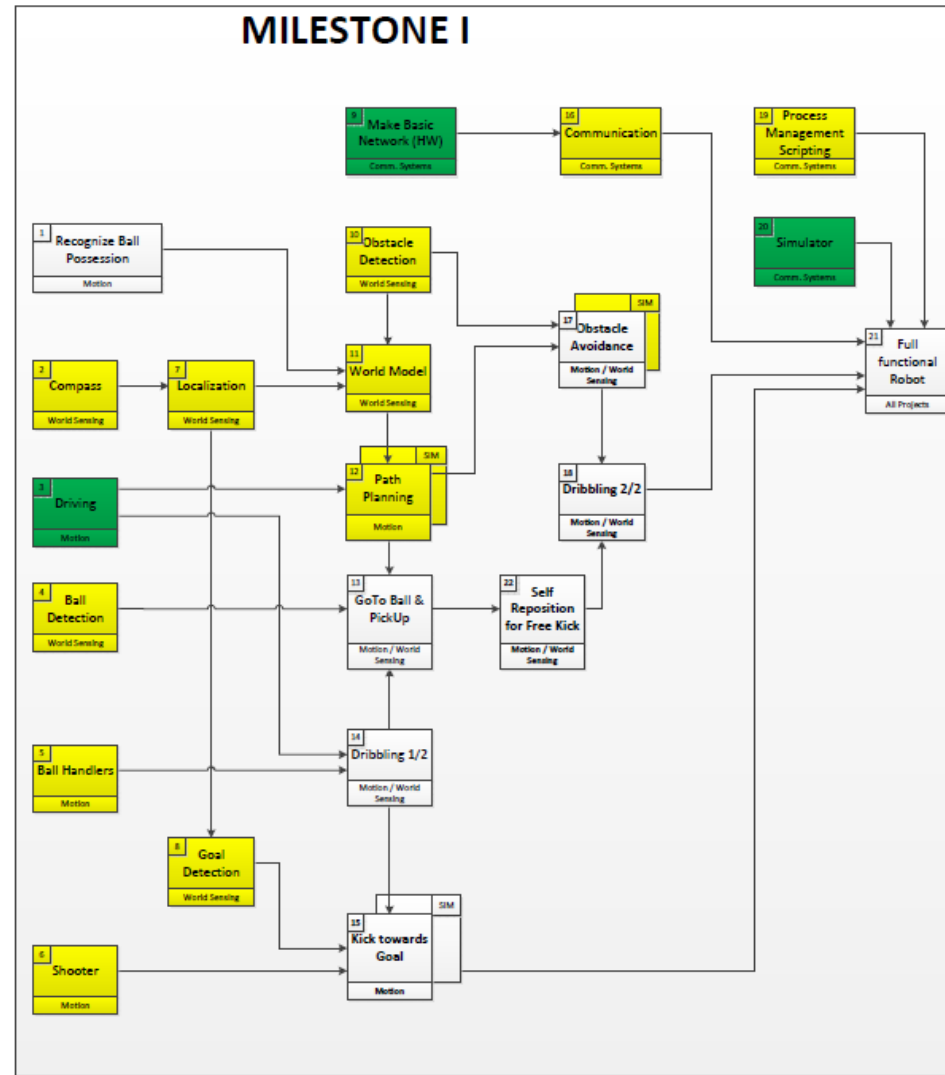 MILESTONE I
9
Make Basic
Network (HW)
Comm. Systems
16
Communication
Comm. Systems
19
Process
Management
Scripting
Comm. Systems
1
Recognize Ball
Possession
Motion
10
Obstacle
Detection
World Sensing
20
Simulator
Comm. Systems
SIM
17
Obstacle
Avoidance
Motion / World
Sensing
21
Full
functional
Robot
All Projects
2
Compass
World Sensing
7
Localization
World Sensing
11
World Model
World Sensing
SIM
12
Path
Planning
Motion
18
Dribbling 2/2
Motion / World
Sensing
3
Driving
Motion
4
Ball
Detection
World Sensing
13
GoTo Ball &
PickUp
Motion / World
Sensing
22
Self
Reposition
for Free Kick
Motion / World
Sensing
5
Ball Handlers
Motion
14
Dribbling 1/2
Motion / World
Sensing
8
Goal
Detection
World Sensing
SIM
15
Kick towards
Goal
Motion
6
Shooter
Motion